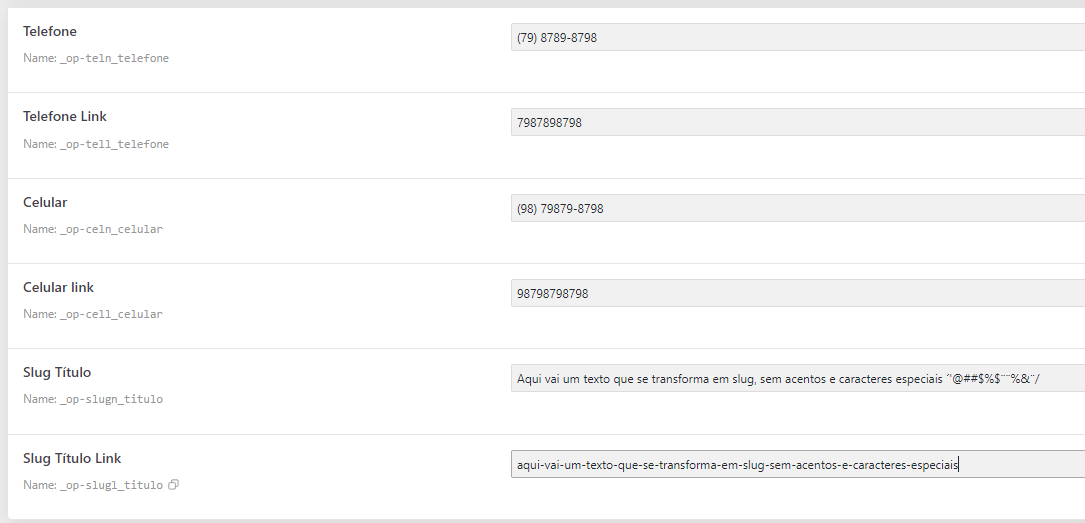 Telefone
(79) 8789-8798
Name: _op-teln_telefone
Telefone Link
7987898798
Name: _op-tell_telefone
Celular
(98) 79879-8798
Name: _op-celn_celular
Celular link
98798798798
Name: _op-cell_celular
Slug Título
Aqui vai um texto que se transforma em slug, sem acentos e caracteres especiais ´'@##$%$¨¨%&¨/
Name: _op-slugn_titulo
Slug Título Link
aqui-vai-um-texto-que-se-transforma-em-slug-sem-acentos-e-caracteres-especiais
Name: _op-slugl_titulo